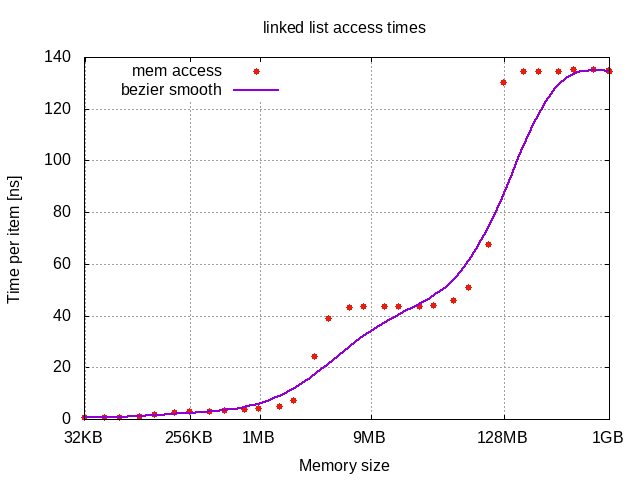 linked list access times
mem access
bezier smooth
Time per item [ns]
140
120
100
80
60
40
20
0
32KB 256KB 1MB 9MB 128MB 1GB
Memory size